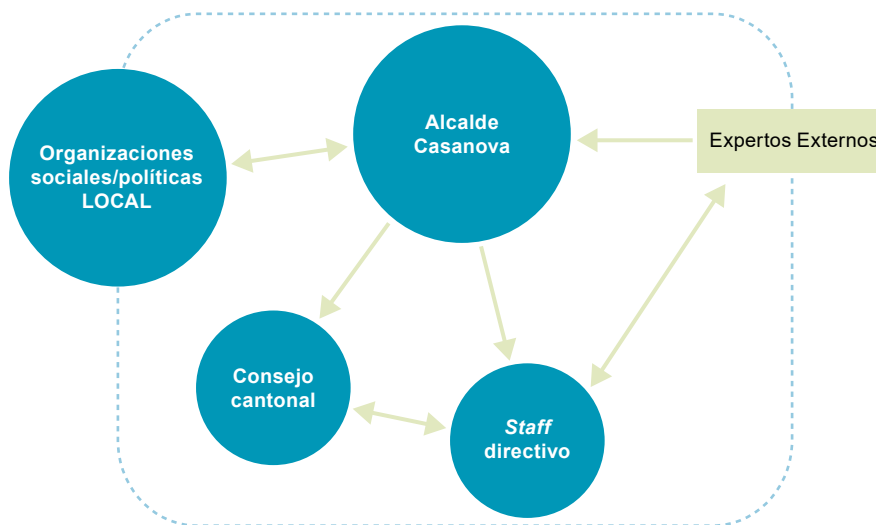 Organizaciones
sociales/políticas
LOCAL
Alcalde
Casanova
Expertos Externos
Consejo
cantonal
Staff
directivo